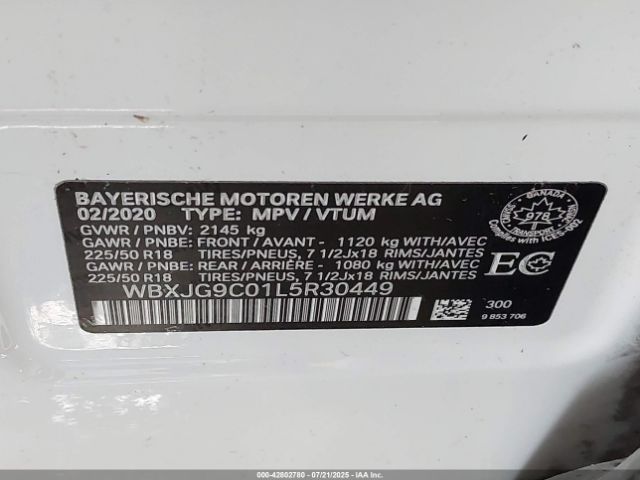 BAYERISCHE MOTOREN WERKE AG
02/2020 TYPE: MPV / VTUM
GVWR / PNBV: 2145 kg
GAWR / PNBE: FRONT / AVANT - 1120 kg WITH/AVEC
225/50 R18 TIRES/PNEUS, 7 1/2Jx18 RIMS/JANTES
GAWR / PNBE: REAR / ARRIÈRE - 1080 kg WITH/AVEC
225/50 R18 TIRES/PNEUS, 7 1/2Jx18 RIMS/JANTES
WBXJG9C01L5R30449
CANADA
978
TRANSPORT
EC
300
9 853 706
000-42802780 - 07/21/2025 - IAAI.COM